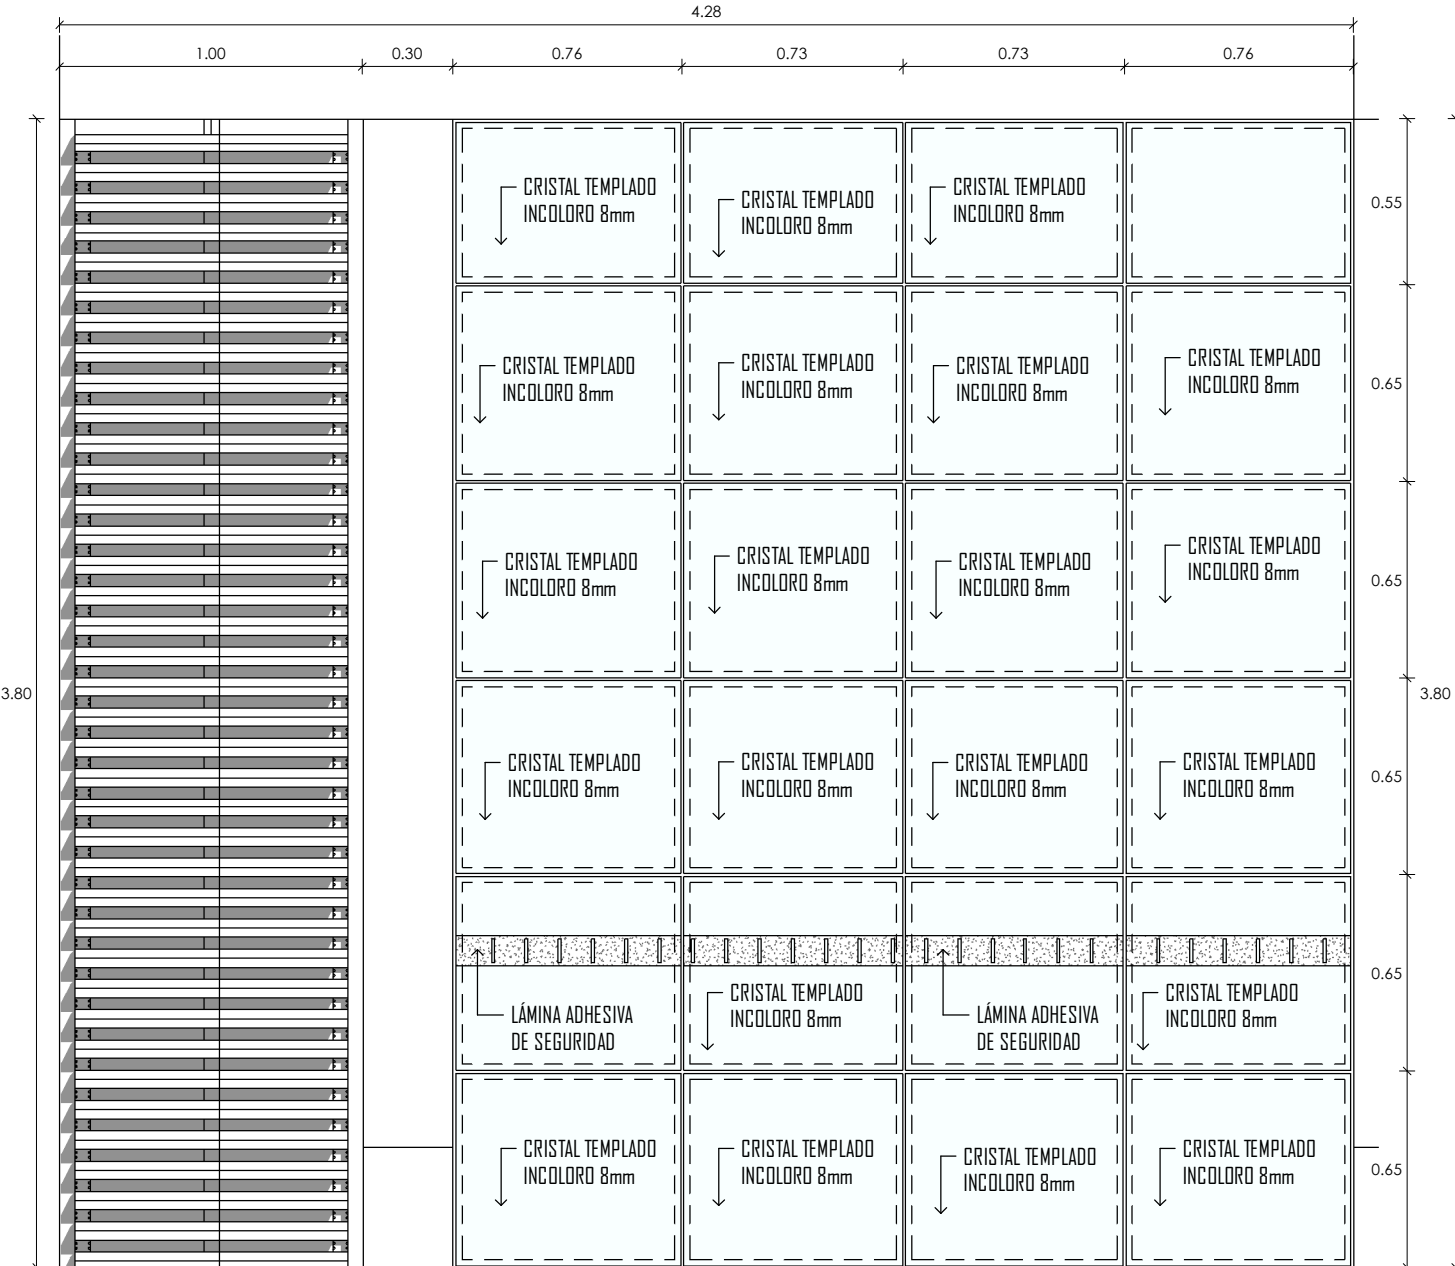 4.28
1.00 0.30 0.76 0.73 0.73 0.76
CRISTAL TEMPLADO
INCOLORO 8mm
CRISTAL TEMPLADO
INCOLORO 8mm
CRISTAL TEMPLADO
INCOLORO 8mm
0.55
CRISTAL TEMPLADO
INCOLORO 8mm
CRISTAL TEMPLADO
INCOLORO 8mm
CRISTAL TEMPLADO
INCOLORO 8mm
CRISTAL TEMPLADO
INCOLORO 8mm
0.65
CRISTAL TEMPLADO
INCOLORO 8mm
CRISTAL TEMPLADO
INCOLORO 8mm
CRISTAL TEMPLADO
INCOLORO 8mm
CRISTAL TEMPLADO
INCOLORO 8mm
0.65
3.80
3.80
CRISTAL TEMPLADO
INCOLORO 8mm
CRISTAL TEMPLADO
INCOLORO 8mm
CRISTAL TEMPLADO
INCOLORO 8mm
CRISTAL TEMPLADO
INCOLORO 8mm
0.65
LÁMINA ADHESIVA
DE SEGURIDAD
CRISTAL TEMPLADO
INCOLORO 8mm
LÁMINA ADHESIVA
DE SEGURIDAD
CRISTAL TEMPLADO
INCOLORO 8mm
0.65
CRISTAL TEMPLADO
INCOLORO 8mm
CRISTAL TEMPLADO
INCOLORO 8mm
CRISTAL TEMPLADO
INCOLORO 8mm
CRISTAL TEMPLADO
INCOLORO 8mm
0.65